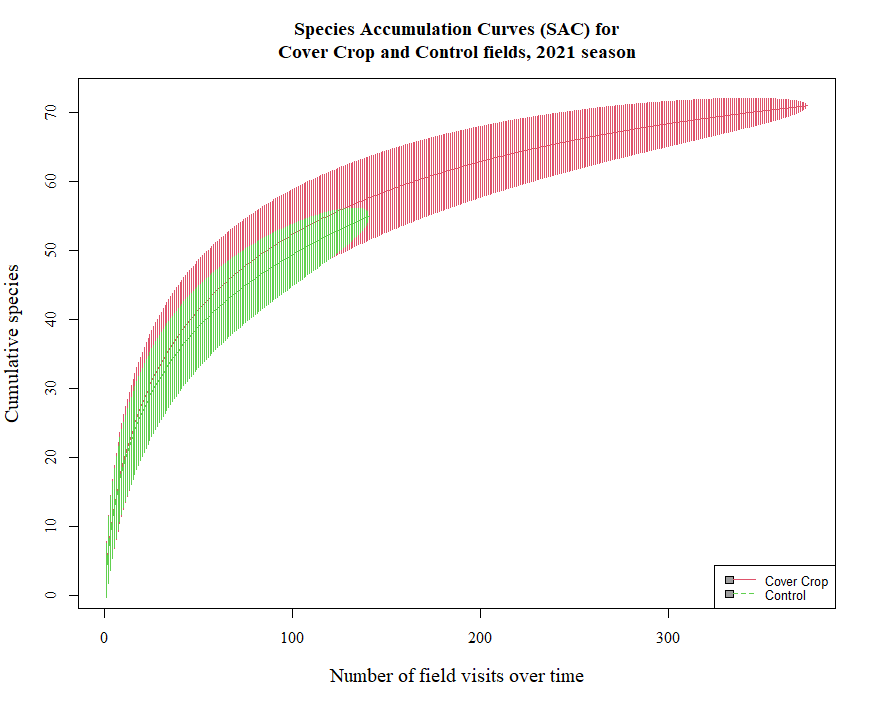 Species Accumulation Curves (SAC) for
Cover Crop and Control fields, 2021 season
Cumulative species
70
60
50
40
30
20
10
0
0 100 200 300
Number of field visits over time
Cover Crop
Control